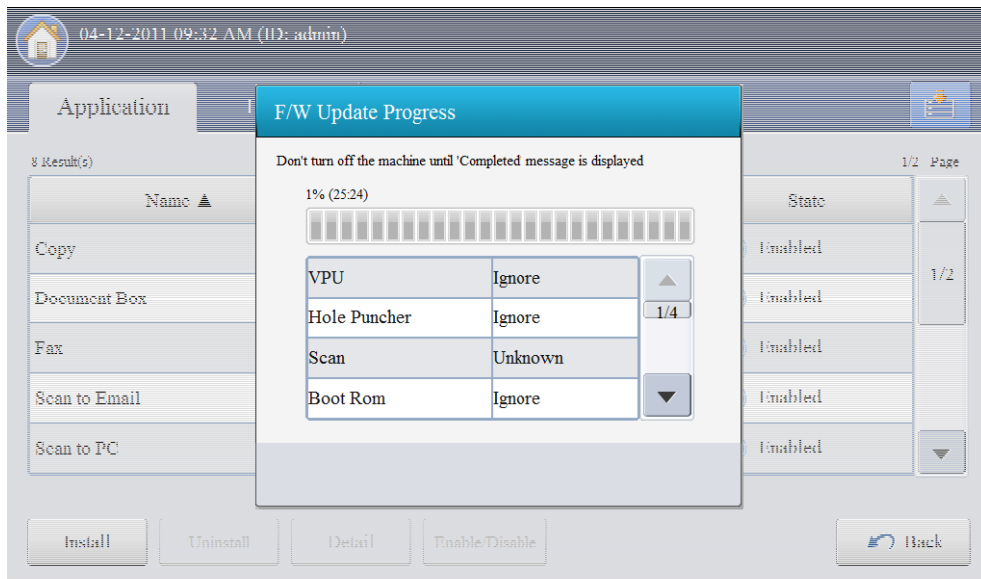 04-12-2011 09:32 AM (ID: admin)
Application
F/W Update Progress
8 Result(s)
Don't turn off the machine until 'Completed message is displayed
1/2 Page
1% (25:24)
Name ▲
State
Copy
Enabled
VPU Ignore
1/2
Document Box
Enabled
Hole Puncher Ignore
1/4
Fax
Enabled
Scan Unknown
Scan to Email
Enabled
Boot Rom Ignore
Scan to PC
Enabled
Install
Uninstall
Detail
Enable/Disable
Back